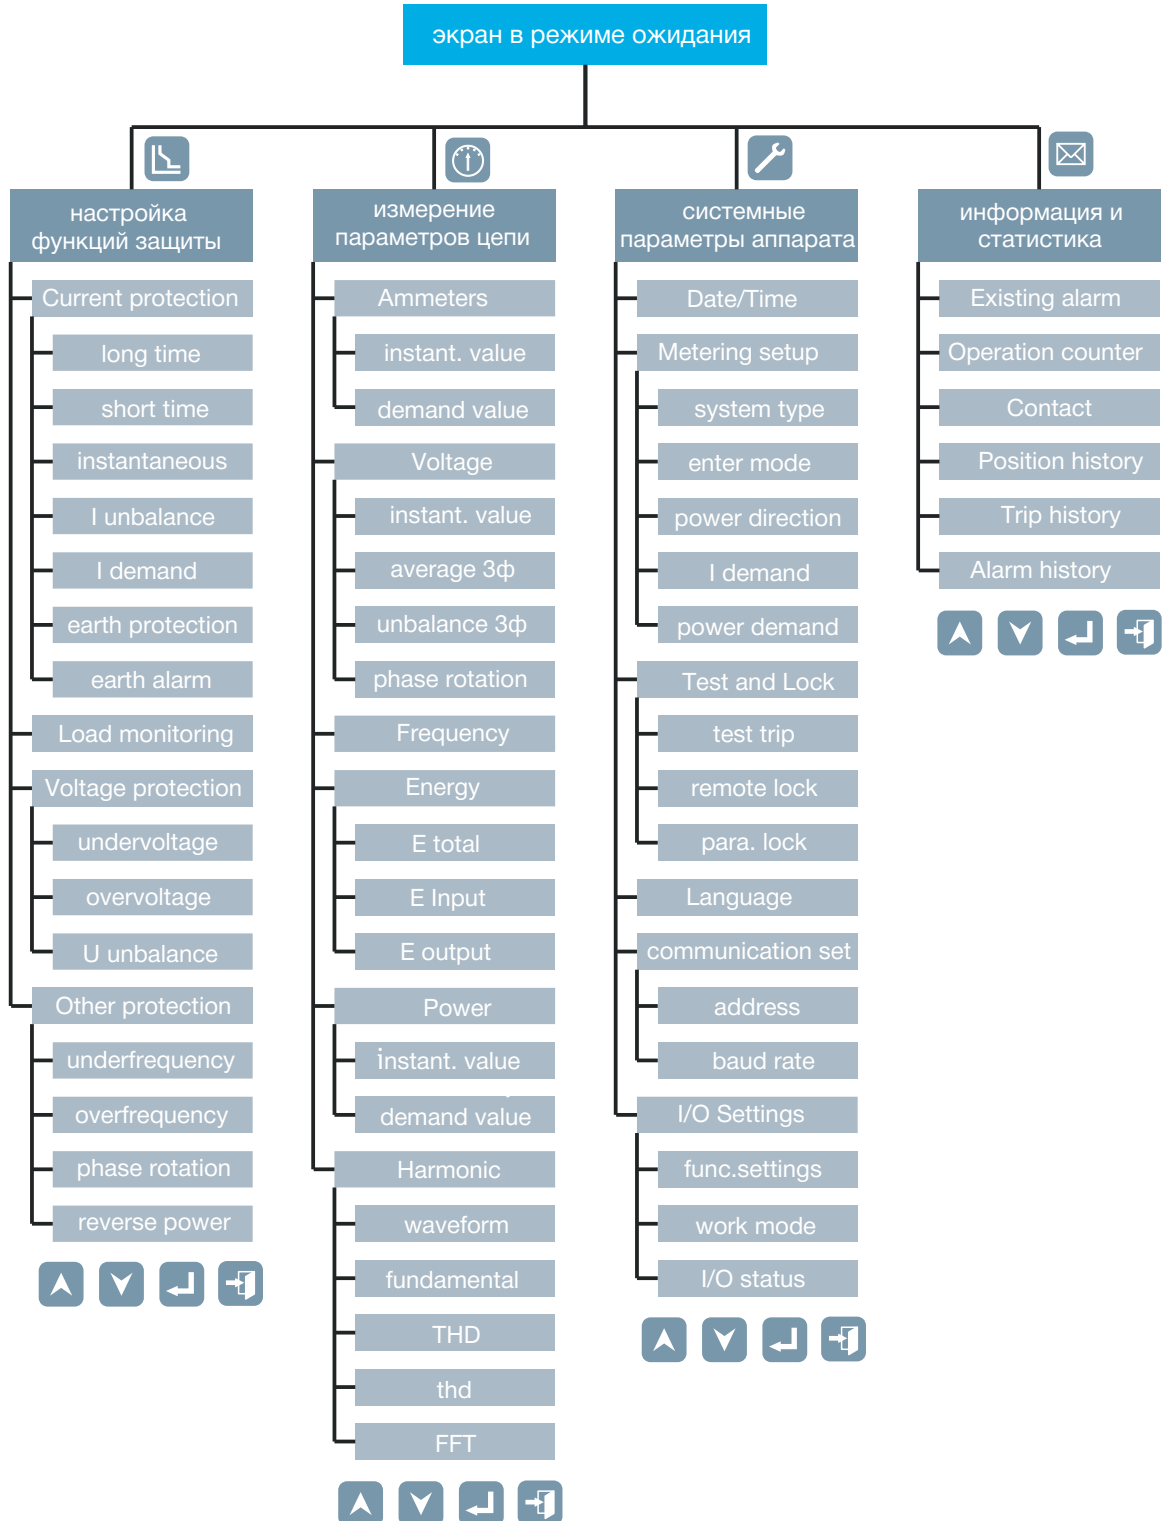 экран в режиме ожидания
настройка
функций защиты
Current protection
long time
short time
instantaneous
I unbalance
I demand
earth protection
earth alarm
Load monitoring
Voltage protection
undervoltage
overvoltage
U unbalance
Other protection
underfrequency
overfrequency
phase rotation
reverse power
измерение
параметров цепи
Ammeters
instant. value
demand value
Voltage
instant. value
average 3ф
unbalance 3ф
phase rotation
Frequency
Energy
E total
E Input
E output
Power
instant. value
demand value
Harmonic
waveform
fundamental
THD
thd
FFT
системные
параметры аппарата
Date/Time
Metering setup
system type
enter mode
power direction
I demand
power demand
Test and Lock
test trip
remote lock
para. lock
Language
communication set
address
baud rate
I/O Settings
func.settings
work mode
I/O status
информация и
статистика
Existing alarm
Operation counter
Contact
Position history
Trip history
Alarm history